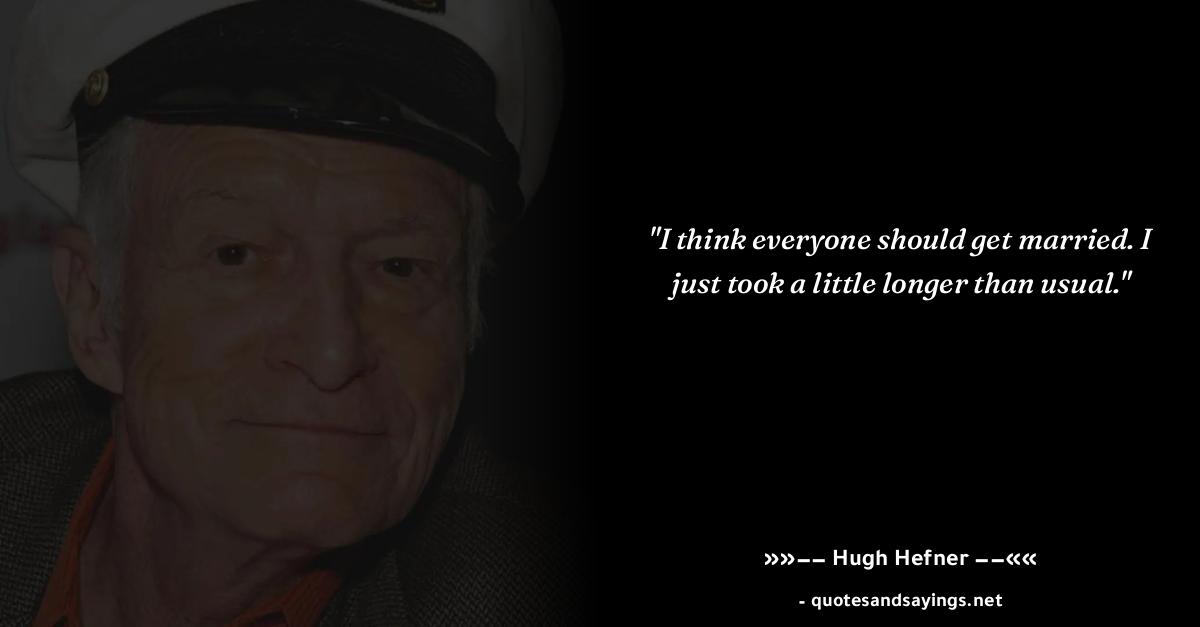 "I think everyone should get married. I
just took a little longer than usual."
»»–– Hugh Hefner ––««
- quotesandsayings.net